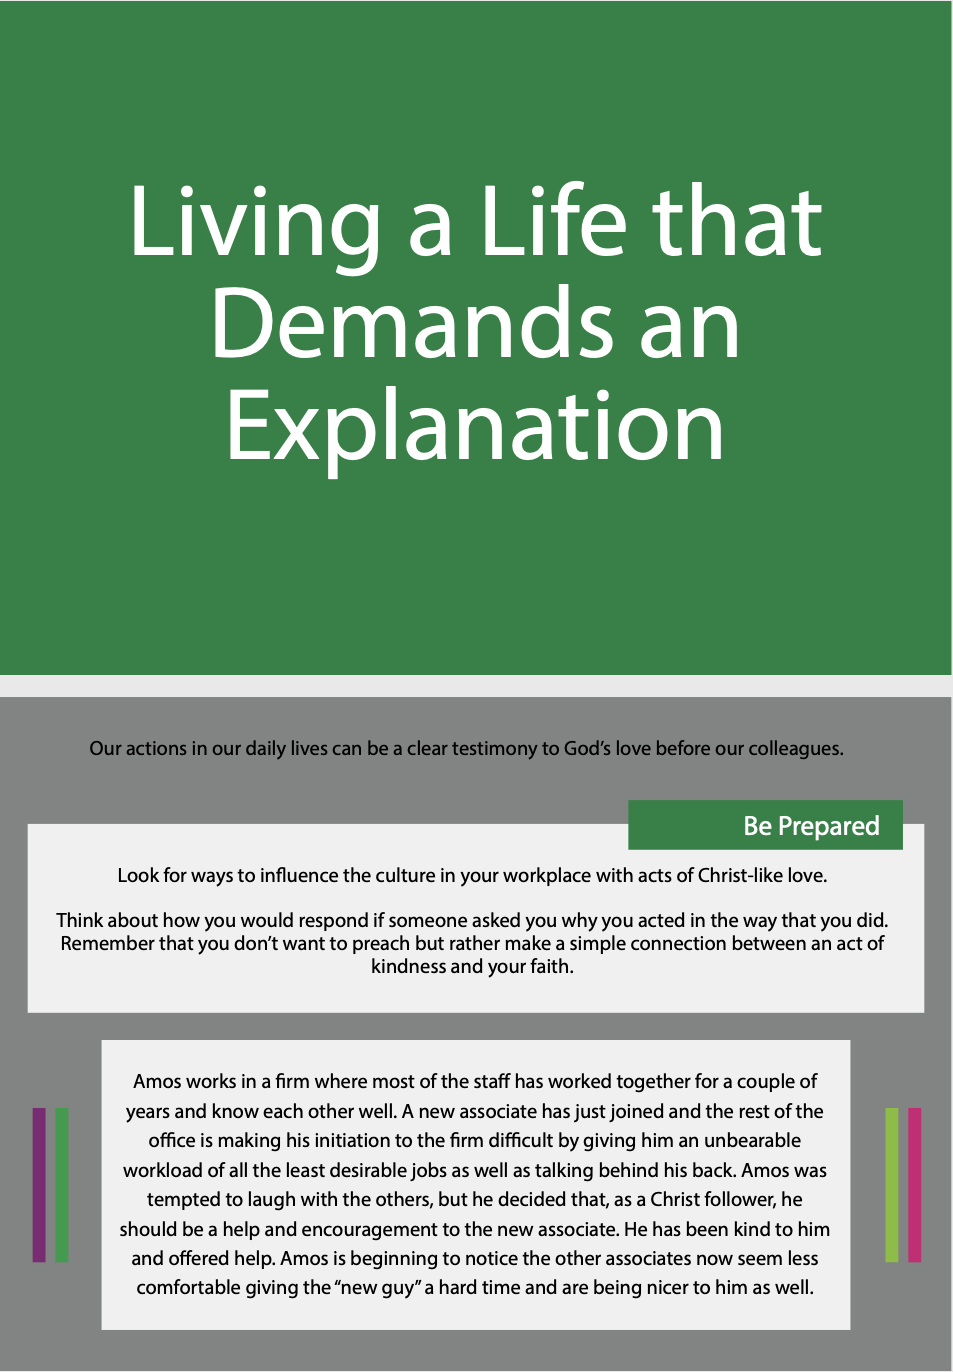 Living a Life that
Demands an
Explanation
Our actions in our daily lives can be a clear testimony to God’s love before our colleagues.
Be Prepared
Look for ways to influence the culture in your workplace with acts of Christ-like love.
Think about how you would respond if someone asked you why you acted in the way that you did.
Remember that you don’t want to preach but rather make a simple connection between an act of
kindness and your faith.
Amos works in a firm where most of the staff has worked together for a couple of
years and know each other well. A new associate has just joined and the rest of the
office is making his initiation to the firm difficult by giving him an unbearable
workload of all the least desirable jobs as well as talking behind his back. Amos was
tempted to laugh with the others, but he decided that, as a Christ follower, he
should be a help and encouragement to the new associate. He has been kind to him
and offered help. Amos is beginning to notice the other associates now seem less
comfortable giving the “new guy” a hard time and are being nicer to him as well.